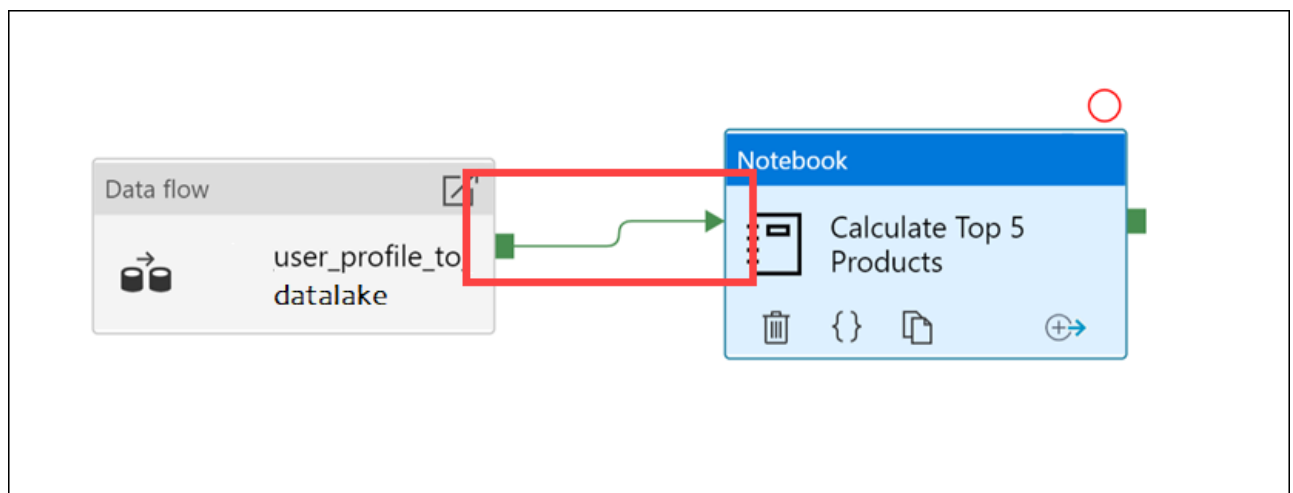 Data flow
user_profile_to_
datalake
Notebook
Calculate Top 5
Products